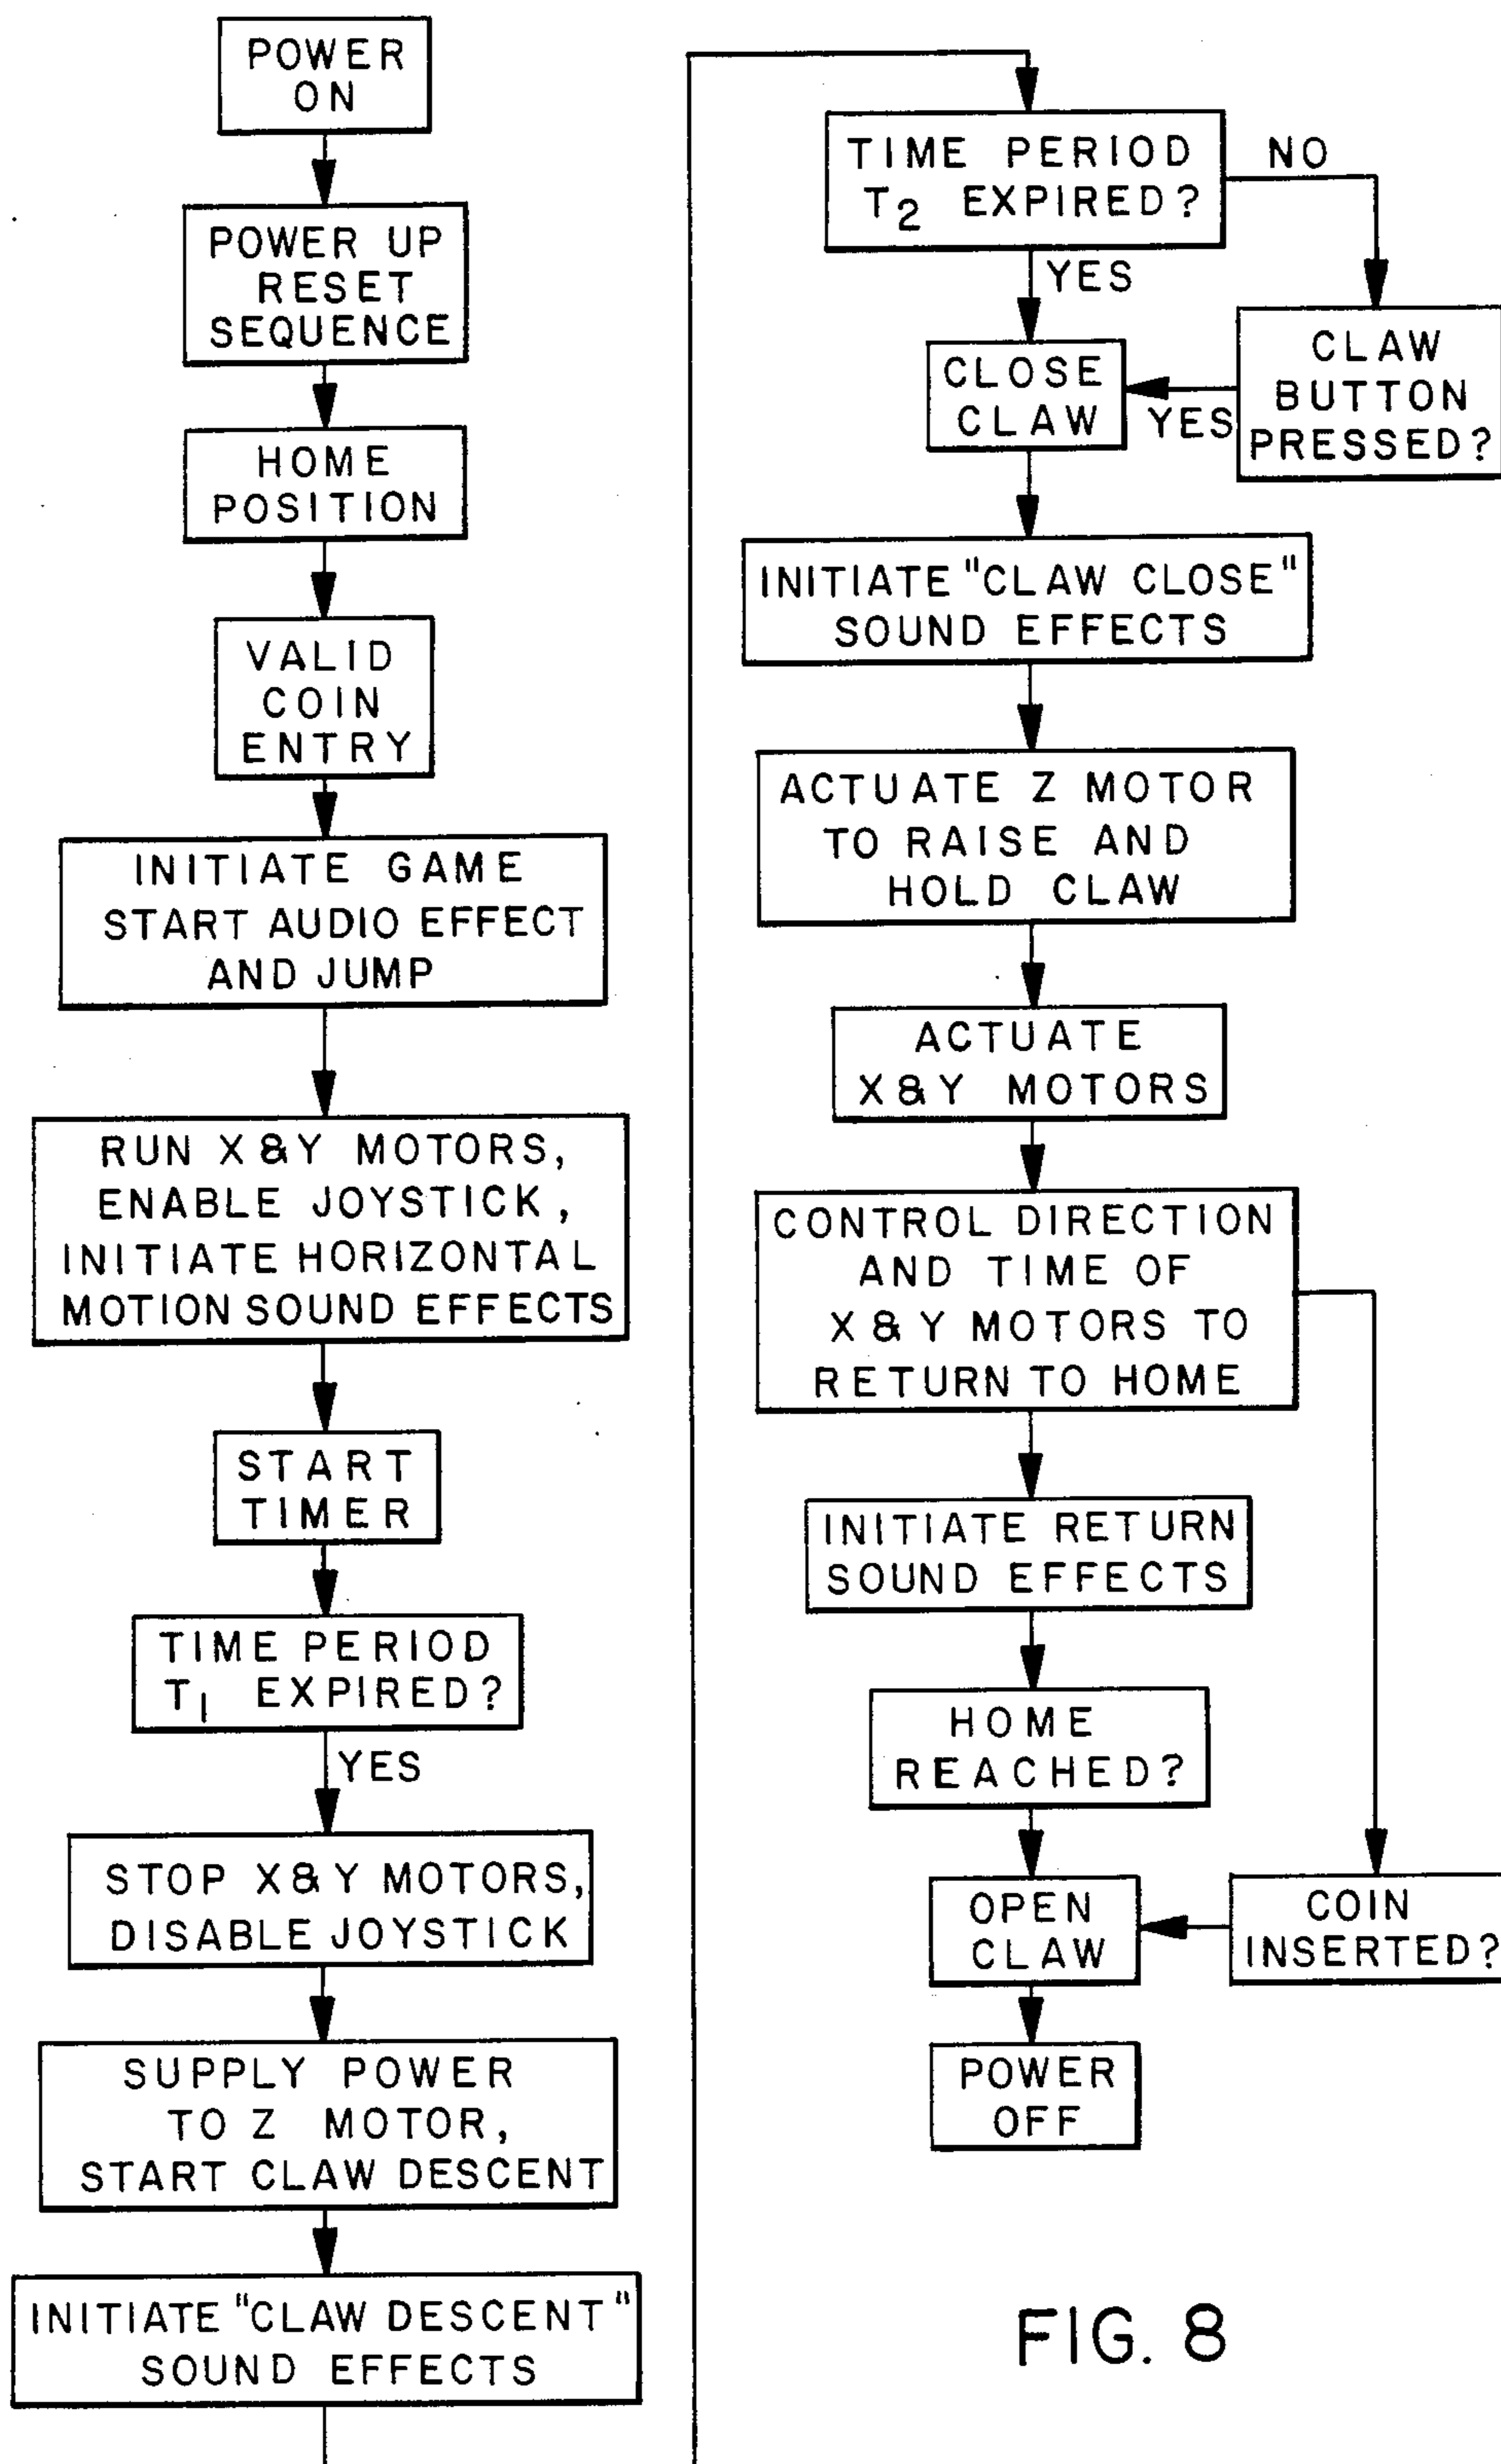 POWER
ON
POWER UP
RESET
SEQUENCE
HOME
POSITION
VALID
COIN
ENTRY
INITIATE GAME
START AUDIO EFFECT
AND JUMP
RUN X & Y MOTORS,
ENABLE JOYSTICK,
INITIATE HORIZONTAL
MOTION SOUND EFFECTS
START
TIMER
TIME PERIOD
T1 EXPIRED?
YES
STOP X & Y MOTORS,
DISABLE JOYSTICK
SUPPLY POWER
TO Z MOTOR,
START CLAW DESCENT
INITIATE "CLAW DESCENT"
SOUND EFFECTS
TIME PERIOD
T2 EXPIRED?
NO
YES
CLAW
BUTTON
PRESSED?
YES
CLOSE
CLAW
INITIATE "CLAW CLOSE"
SOUND EFFECTS
ACTUATE Z MOTOR
TO RAISE AND
HOLD CLAW
ACTUATE
X & Y MOTORS
CONTROL DIRECTION
AND TIME OF
X & Y MOTORS TO
RETURN TO HOME
INITIATE RETURN
SOUND EFFECTS
HOME
REACHED?
OPEN
CLAW
COIN
INSERTED?
POWER
OFF
FIG. 8